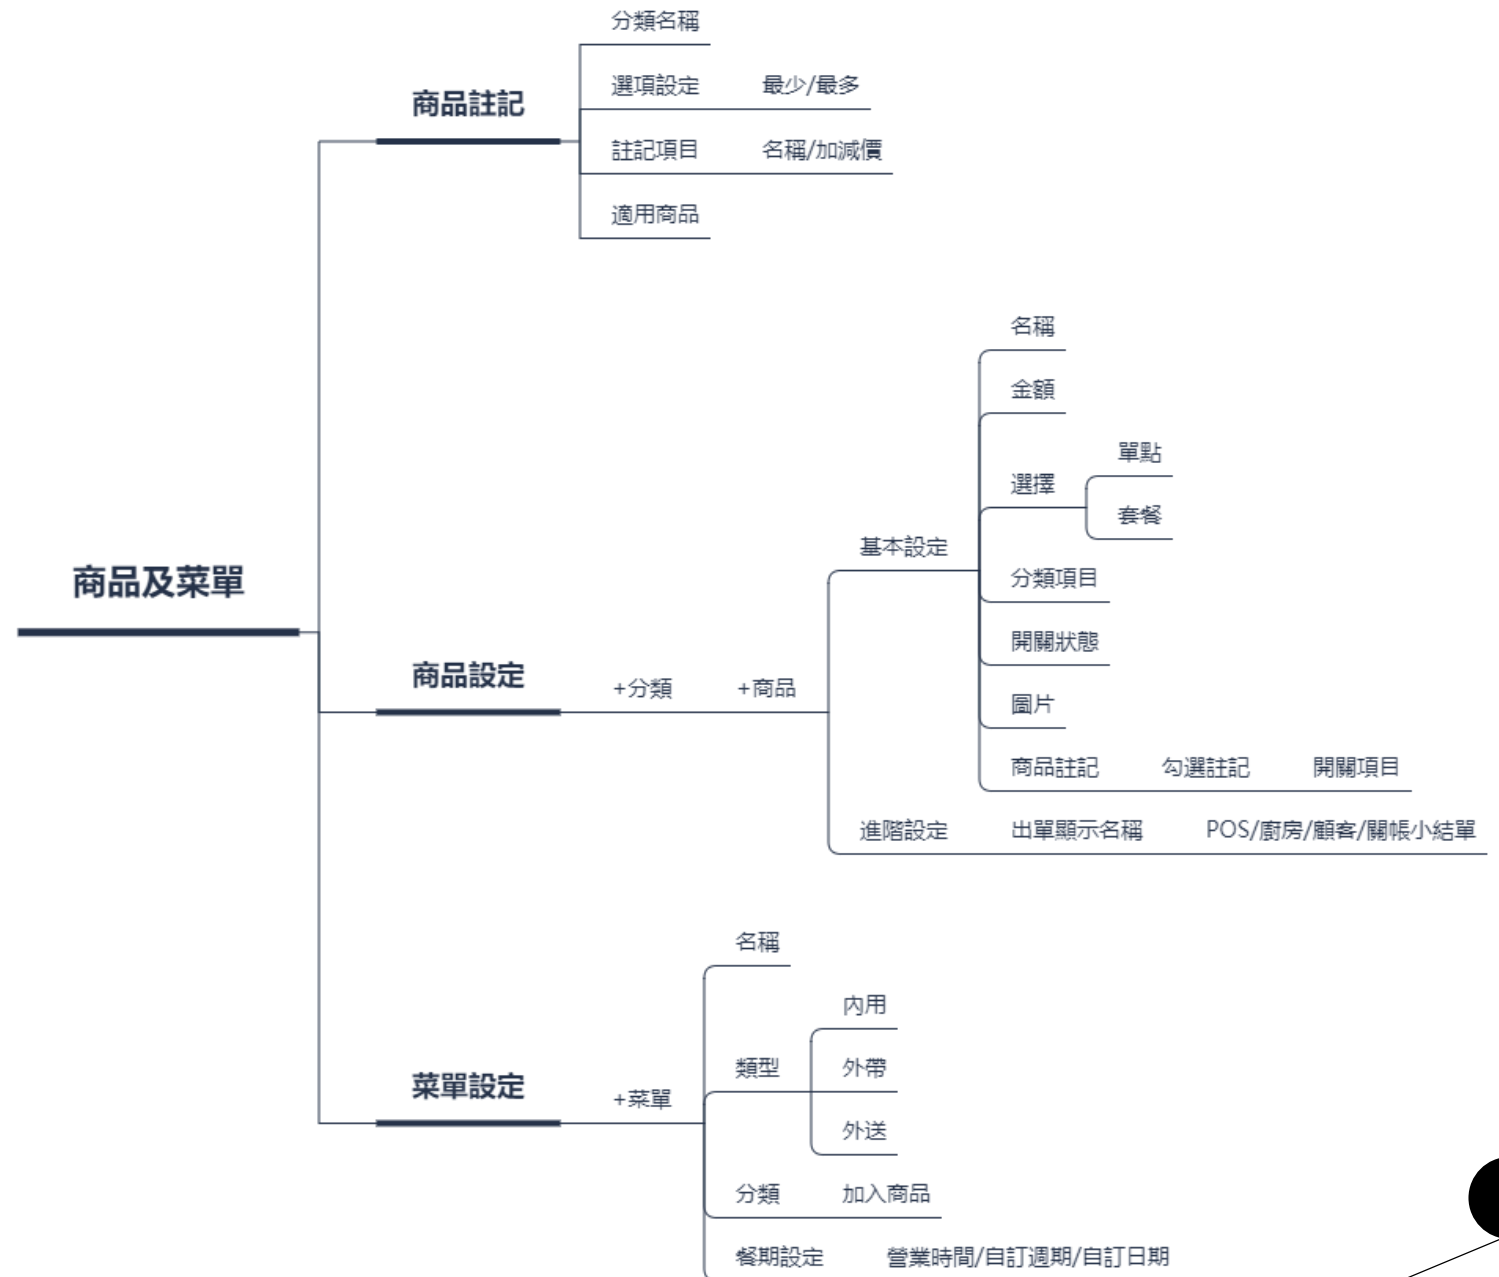 分類名稱
選項設定 最少/最多
商品註記
註記項目 名稱/加減價
適用商品
名稱
金額
單點
選擇
套餐
基本設定
分類項目
商品及菜單
開關狀態
商品設定 +分類 +商品
圖片
商品註記 勾選註記 開關項目
進階設定 出單顯示名稱 POS/廚房/顧客/關帳小結單
名稱
內用
類型 外帶
菜單設定 +菜單
外送
分類 加入商品
餐期設定 營業時間/自訂週期/自訂日期